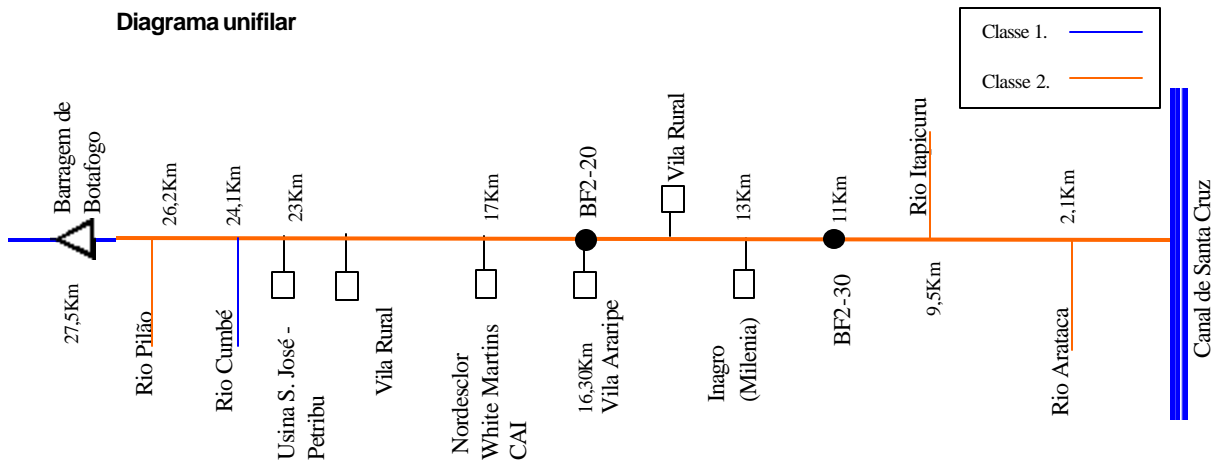 Diagrama unifilar
Classe 1.
Classe 2.
Barragem de
Botafogo
27,5Km
26,2Km
Rio Pilão
24,1Km
Rio Cumbé
23Km
Usina S. José -
Petribu
Vila Rural
17Km
Nordesclor
White Martins
CAI
BF2-20
16,30Km
Vila Araripe
Vila Rural
13Km
Inagro
(Milenia)
11Km
BF2-30
Rio Itapicuru
9,5Km
2,1Km
Rio Arataca
Canal de Santa Cruz